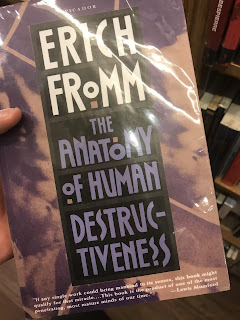 PICADOR
ERICH
FROMM
THE
ANATOMY
OF HUMAN
DESTRUC-
TIVENESS
"If any single work could bring mankind to its senses, this book might
qualify for that miracle.... This book is the product of one of the most
penetrating, most mature minds of our time." —Lewis Mumford